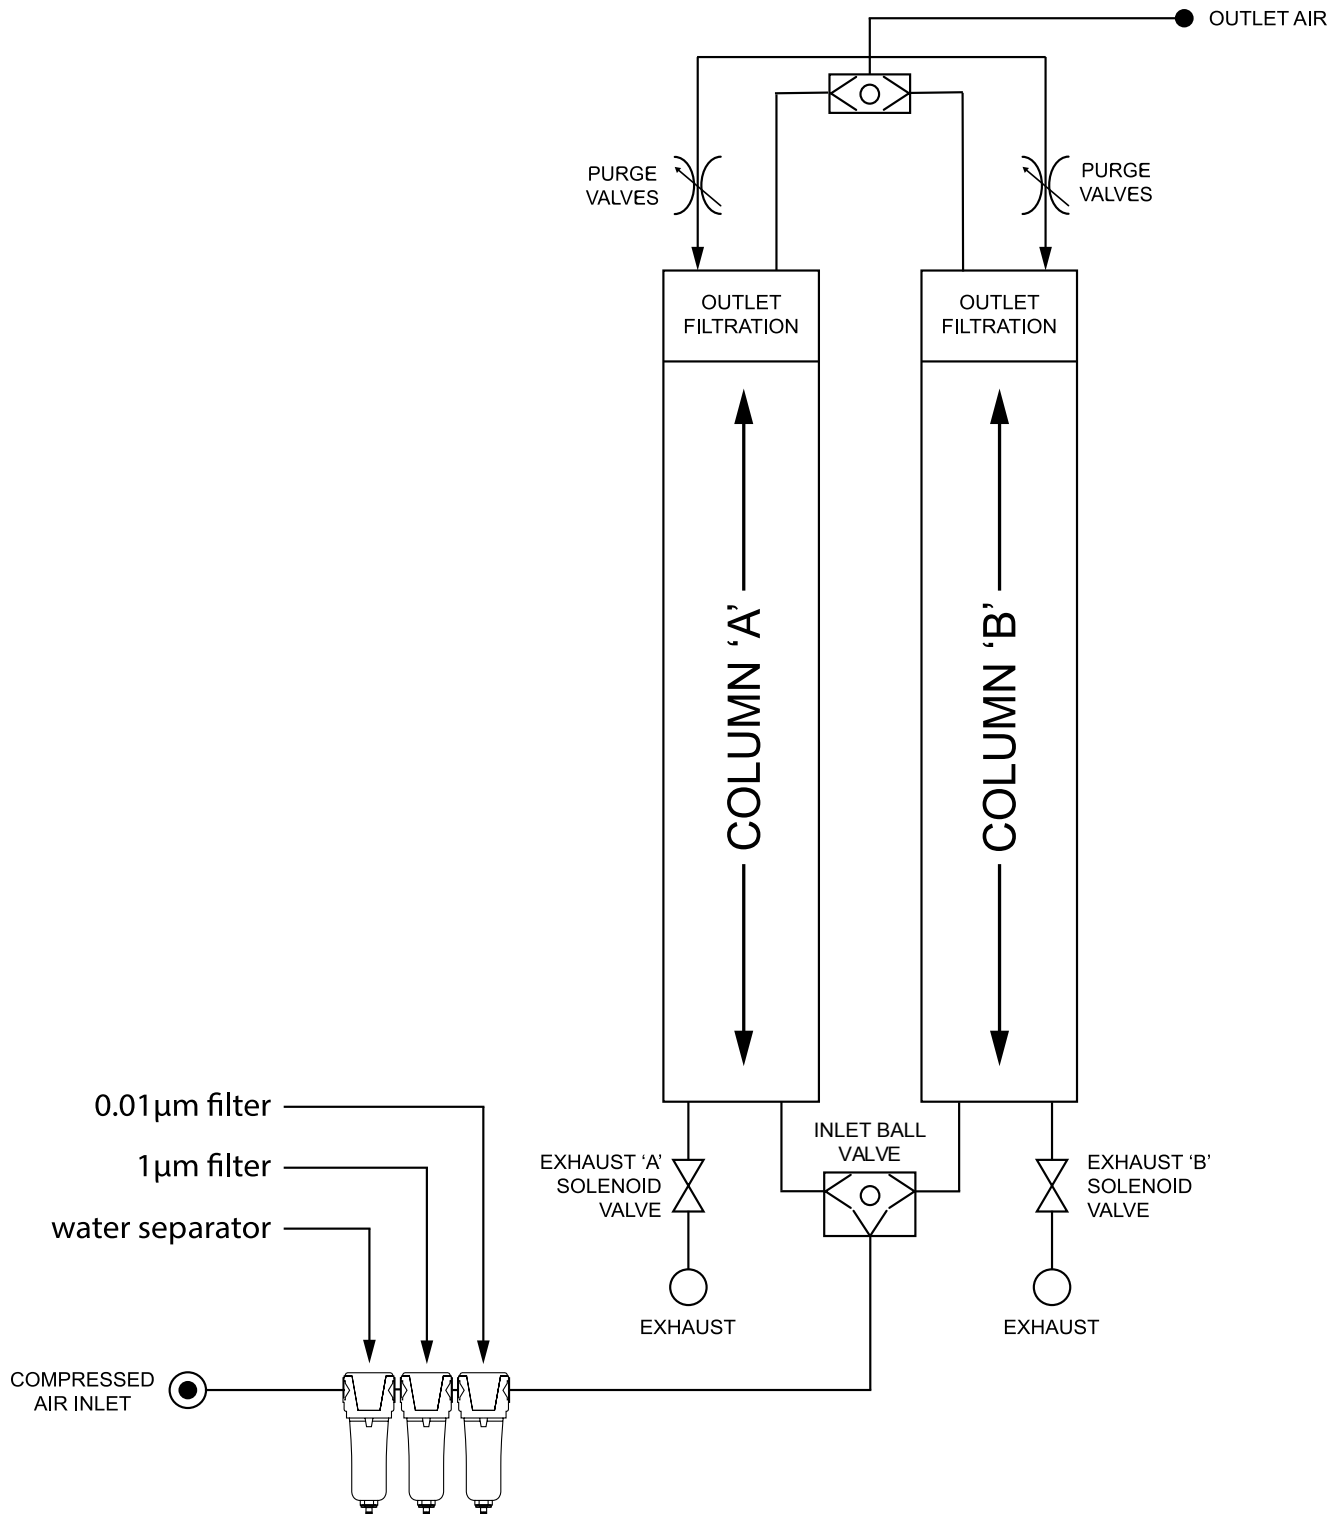 OUTLET AIR
PURGE
VALVES
PURGE
VALVES
OUTLET
FILTRATION
OUTLET
FILTRATION
COLUMN ‘A’
COLUMN ‘B’
0.01µm filter
1µm filter
water separator
INLET BALL
VALVE
EXHAUST ‘A’
SOLENOID
VALVE
EXHAUST ‘B’
SOLENOID
VALVE
EXHAUST
EXHAUST
COMPRESSED
AIR INLET